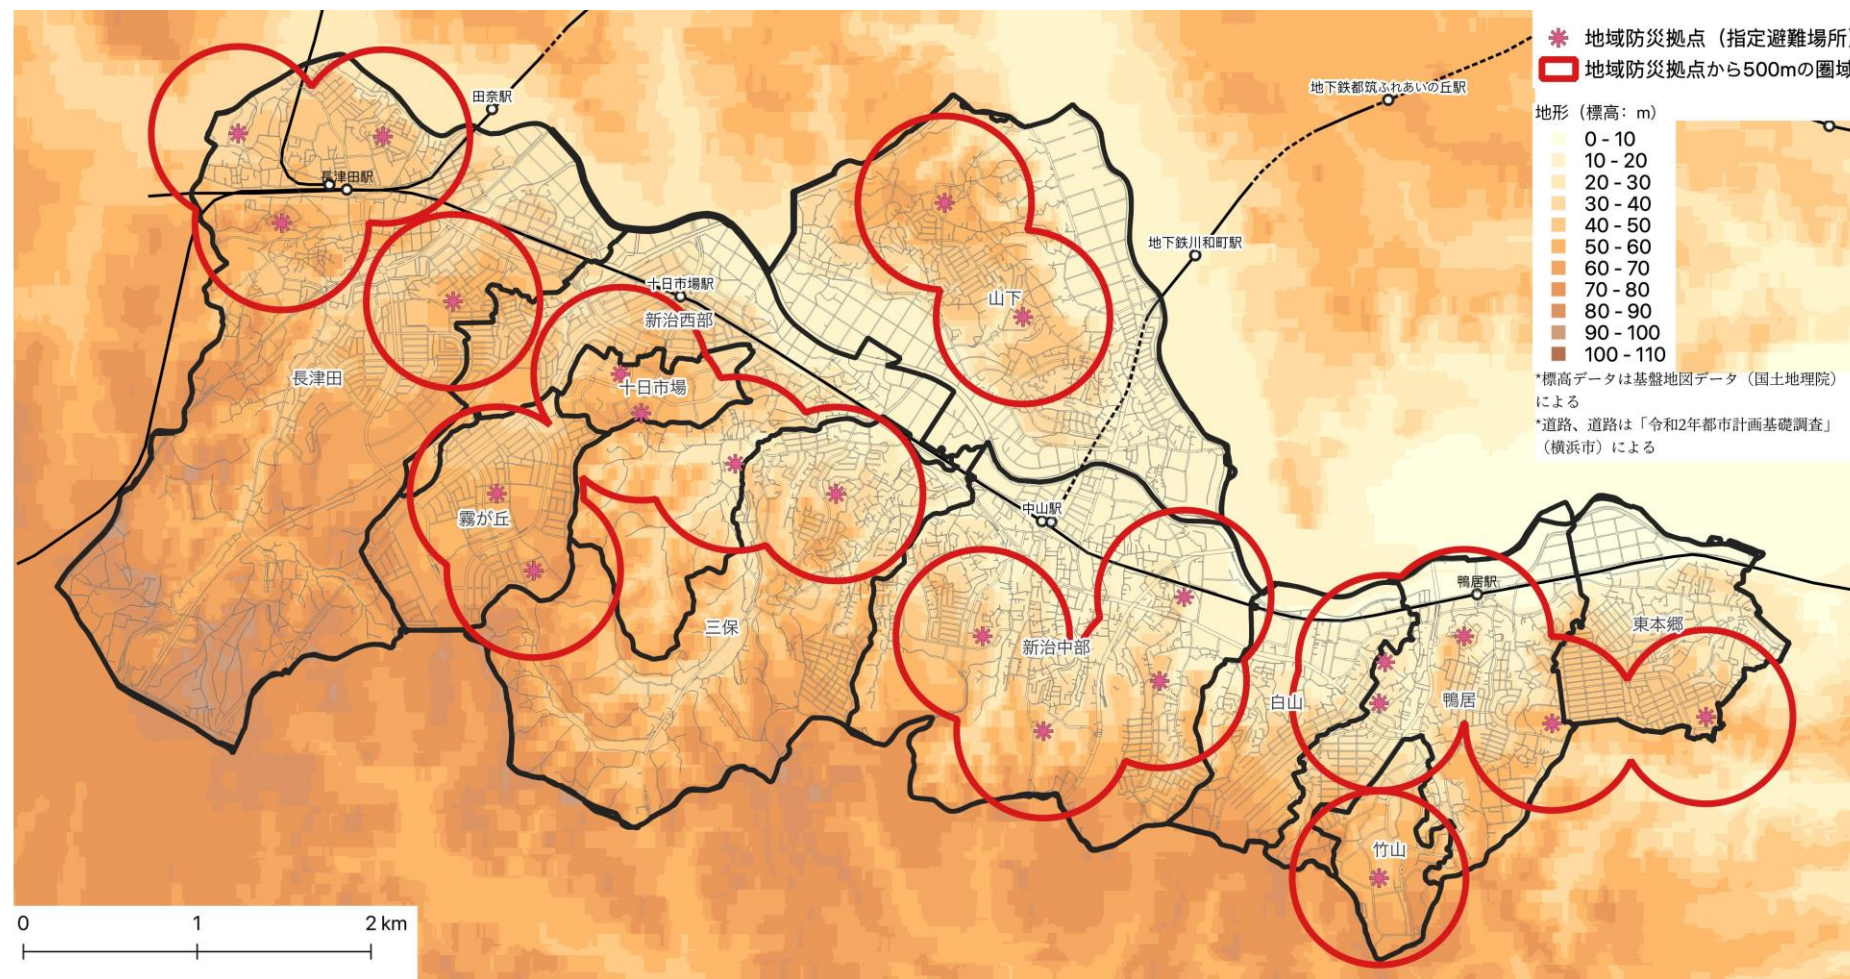 地域防災拠点（指定避難場所）
地域防災拠点から500mの圏域
地形（標高：m）
0 - 10
10 - 20
20 - 30
30 - 40
40 - 50
50 - 60
60 - 70
70 - 80
80 - 90
90 - 100
100 - 110
*標高データは基盤地図データ（国土地理院）
による
*道路、道路は「令和2年都市計画基礎調査」
（横浜市）による
地下鉄都筑ふれあいの丘駅
田奈駅
長津田駅
地下鉄川和町駅
十日市場駅
山下
新治西部
長津田
十日市場
霧が丘
中山駅
鴨居駅
三保
新治中部
東本郷
白山
鴨居
竹山
0 1 2 km